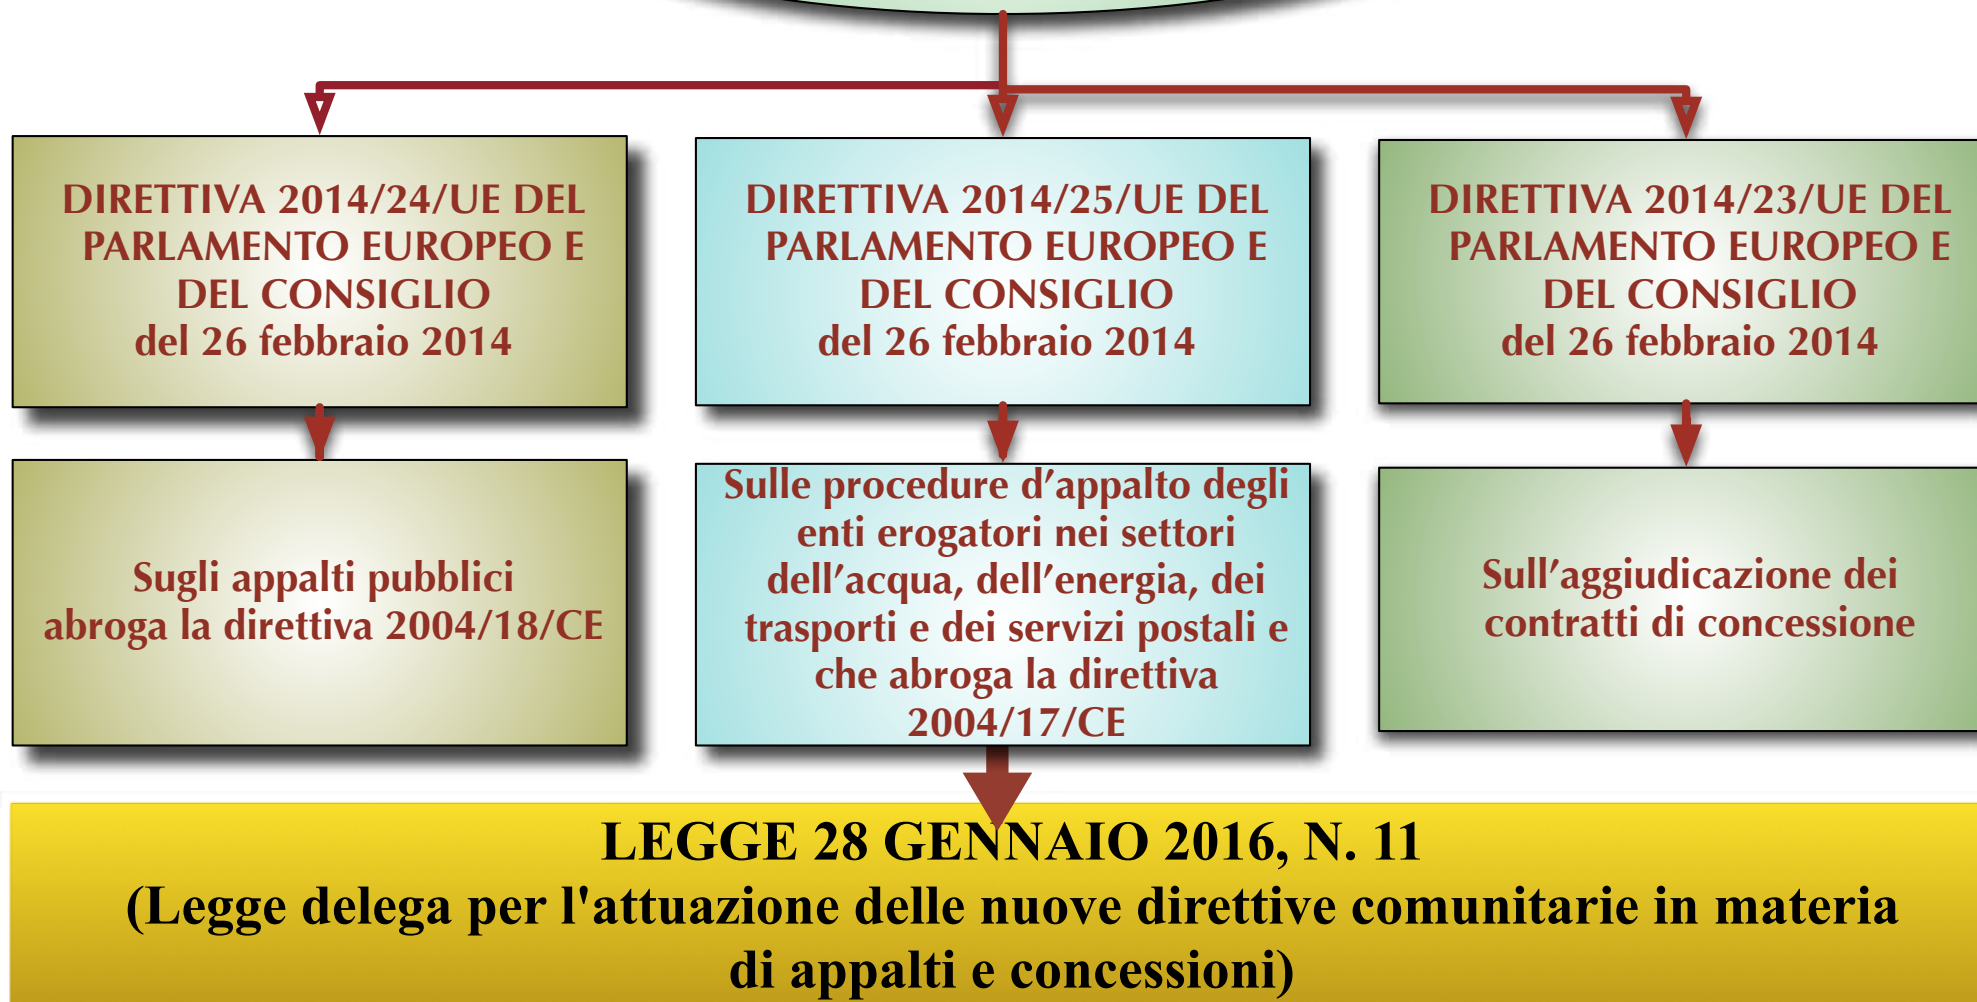 DIRETTIVA 2014/24/UE DEL
PARLAMENTO EUROPEO E
DEL CONSIGLIO
del 26 febbraio 2014
DIRETTIVA 2014/25/UE DEL
PARLAMENTO EUROPEO E
DEL CONSIGLIO
del 26 febbraio 2014
DIRETTIVA 2014/23/UE DEL
PARLAMENTO EUROPEO E
DEL CONSIGLIO
del 26 febbraio 2014
Sugli appalti pubblici
abroga la direttiva 2004/18/CE
Sulle procedure d’appalto degli
enti erogatori nei settori
dell’acqua, dell’energia, dei
trasporti e dei servizi postali e
che abroga la direttiva
2004/17/CE
Sull’aggiudicazione dei
contratti di concessione
LEGGE 28 GENNAIO 2016, N. 11
(Legge delega per l'attuazione delle nuove direttive comunitarie in materia
di appalti e concessioni)